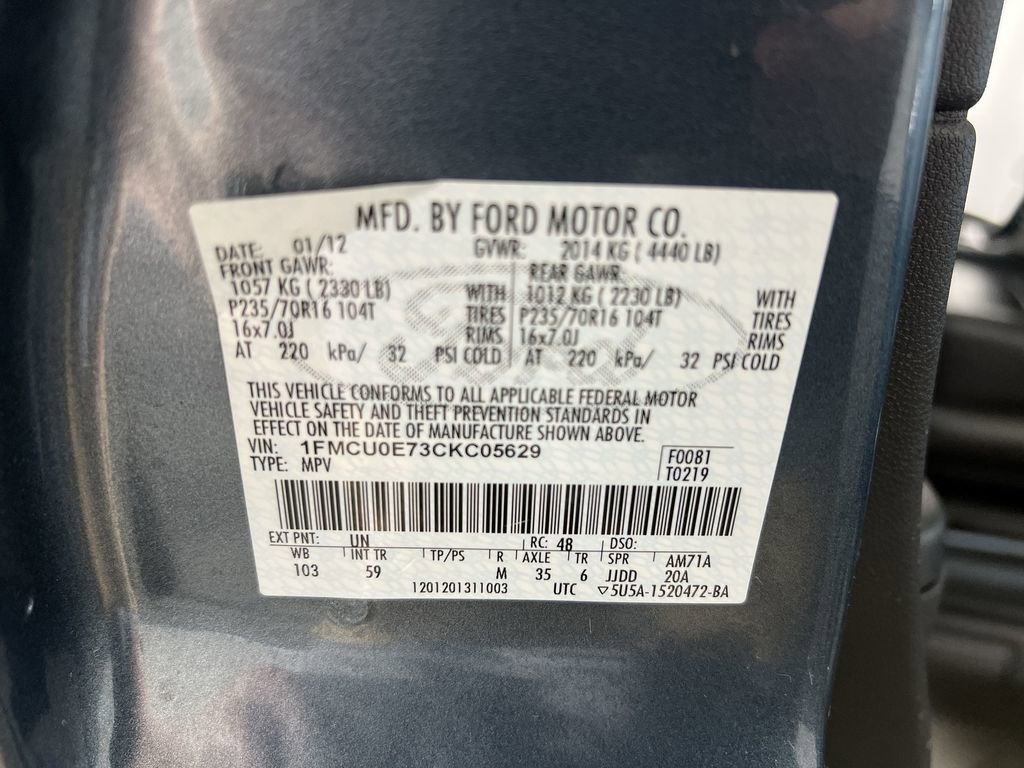 MFD. BY FORD MOTOR CO.
DATE: 01/12 GVWR: 2014 KG ( 4440 LB)
FRONT GAWR: REAR GAWR:
1057 KG ( 2330 LB) WITH 1012 KG ( 2230 LB) WITH
P235/70R16 104T TIRES P235/70R16 104T TIRES
16x7.0J RIMS 16x7.0J RIMS
AT 220 kPa/ 32 PSI COLD AT 220 kPa/ 32 PSI COLD
Ford
THIS VEHICLE CONFORMS TO ALL APPLICABLE FEDERAL MOTOR
VEHICLE SAFETY AND THEFT PREVENTION STANDARDS IN
EFFECT ON THE DATE OF MANUFACTURE SHOWN ABOVE.
VIN: 1FMCU0E73CKC05629 F0081
TYPE: MPV T0219
EXT PNT: UN RC: 48 DSO:
WB INT TR TP/PS R AXLE TR SPR AM71A
103 59 M 35 6 JJDD 20A
1201201311003 UTC ▽5U5A-1520472-BA